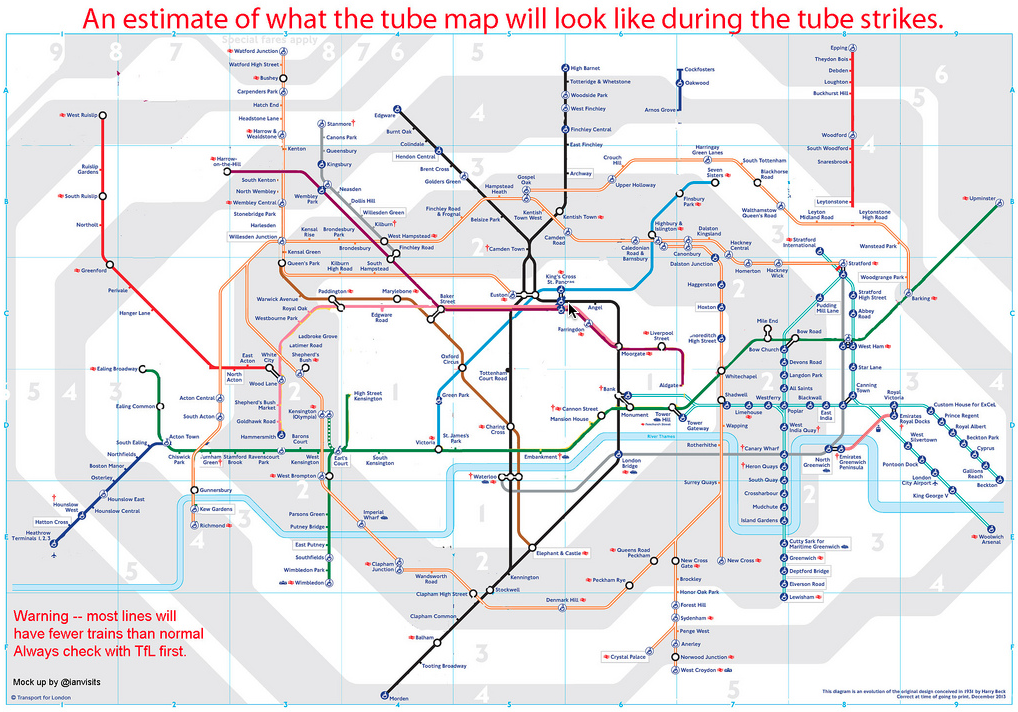 An estimate of what the tube map will look like during the tube strikes.
Special fares apply
1
2
3
4
5
6
7
8
9
9
8
7
8
7
6
5
6
5
4
A
B
C
D
E
F
Watford Junction
Watford High Street
Bushey
Carpenders Park
Hatch End
Headstone Lane
Harrow &
Wealdstone
Kenton
South Kenton
North Wembley
Wembley Central
Stonebridge Park
Harlesden
Willesden Junction
Kensal Green
Queen's Park
Harrow-
on-the-Hill
Stanmore†
Canons Park
Queensbury
Kingsbury
Wembley
Park
Neasden
Dollis Hill
Willesden Green
Kilburn†
West Hampstead
Finchley Road
Edgware
Burnt Oak
Colindale
Hendon Central
Brent Cross
Golders Green
Hampstead
Heath
Finchley Road
& Frognal
Belsize Park
High Barnet
Totteridge & Whetstone
Woodside Park
West Finchley
Finchley Central
East Finchley
Archway
Gospel
Oak
Kentish
Town West
Kentish Town
†Camden Town
Camden
Road
Cockfosters
Oakwood
Arnos Grove
Crouch
Hill
Upper Holloway
Harringay
Green Lanes
South Tottenham
Seven
Sisters
Blackhorse
Road
Finsbury
Park
Walthamstow
Queen's Road
Leyton
Midland Road
Leytonstone
High Road
Wanstead Park
Woodgrange Park
Barking
Epping
Theydon Bois
Debden
Loughton
Buckhurst Hill
Woodford
South Woodford
Snaresbrook
Leytonstone
Upminster
West Ruislip
Ruislip
Gardens
South Ruislip
Northolt
Greenford
Perivale
Hanger Lane
North
Acton
East
Acton
White
City
Kensal
Rise
Brondesbury
Park
Brondesbury
Kilburn
High Road
South
Hampstead
Highbury &
Islington
Caledonian
Road &
Barnsbury
Canonbury
Dalston
Kingsland
Dalston Junction
Hackney
Central
Homerton
Hackney
Wick
Stratford
International
Stratford
Stratford
High Street
Abbey
Road
West Ham
Star Lane
Canning
Town
Pudding
Mill Lane
Haggerston
Hoxton
Shoreditch
High Street
Whitechapel
Shadwell
Wapping
Rotherhithe
Surrey Quays
Paddington
Marylebone
Baker
Street
Edgware
Road
Warwick Avenue
Royal Oak
Westbourne Park
Ladbroke Grove
Latimer Road
Shepherd's
Bush
Wood Lane
Shepherd's Bush
Market
Goldhawk Road
Hammersmith
Kensington
(Olympia)
High Street
Kensington
Euston
King's Cross
St. Pancras
Angel
Farringdon
Moorgate
Liverpool
Street
Aldgate
Mile End
Bow Road
Bow Church
Devons Road
Langdon Park
All Saints
Poplar
Limehouse
Westferry
Blackwall
East
India
West
India Quay†
†Canary Wharf
Heron Quays
South Quay
Crossharbour
Mudchute
Island Gardens
Cutty Sark for
Maritime Greenwich
Greenwich
Deptford Bridge
Elverson Road
Lewisham
Royal
Victoria
Emirates
Royal Docks
Emirates
Greenwich
Peninsula
North
Greenwich
Custom House for ExCeL
Prince Regent
Royal Albert
Beckton Park
Cyprus
Gallions
Reach
Beckton
West
Silvertown
Pontoon Dock
London
City Airport
King George V
Woolwich
Arsenal
Oxford
Circus
Tottenham
Court Road
Green Park
Charing
Cross
Victoria
St. James's
Park
Embankment
Mansion House
†Cannon Street
†Bank
Monument
Tower
Hill
Tower
Gateway
River Thames
London
Bridge
†Waterloo
Elephant & Castle
Kennington
Stockwell
Ealing Broadway
Ealing Common
Acton Central
South Acton
South Ealing
Acton Town
Northfields
Boston Manor
Osterley
Hounslow East
Hounslow Central
Hounslow
West
Hatton Cross
Heathrow
Terminals 1, 2, 3
Chiswick
Park
Turnham
Green†
Stamford
Brook
Ravenscourt
Park
West
Kensington
Earl's
Court
South
Kensington
Gunnersbury
Kew Gardens
Richmond
West Brompton
Parsons Green
Putney Bridge
East Putney
Southfields
Wimbledon Park
Wimbledon
Imperial
Wharf
Clapham
Junction
Wandsworth
Road
Clapham High Street
Clapham Common
Balham
Tooting Broadway
Morden
Denmark Hill
Peckham Rye
Queens Road
Peckham
New Cross
Gate
New Cross
Brockley
Honor Oak Park
Forest Hill
Sydenham
Penge West
Anerley
Norwood Junction
West Croydon
Crystal Palace
Warning -- most lines will
have fewer trains than normal
Always check with TfL first.
Mock up by @ianvisits
© Transport for London
This diagram is an evolution of the original design conceived in 1931 by Harry Beck
Correct at time of going to print, December 2013